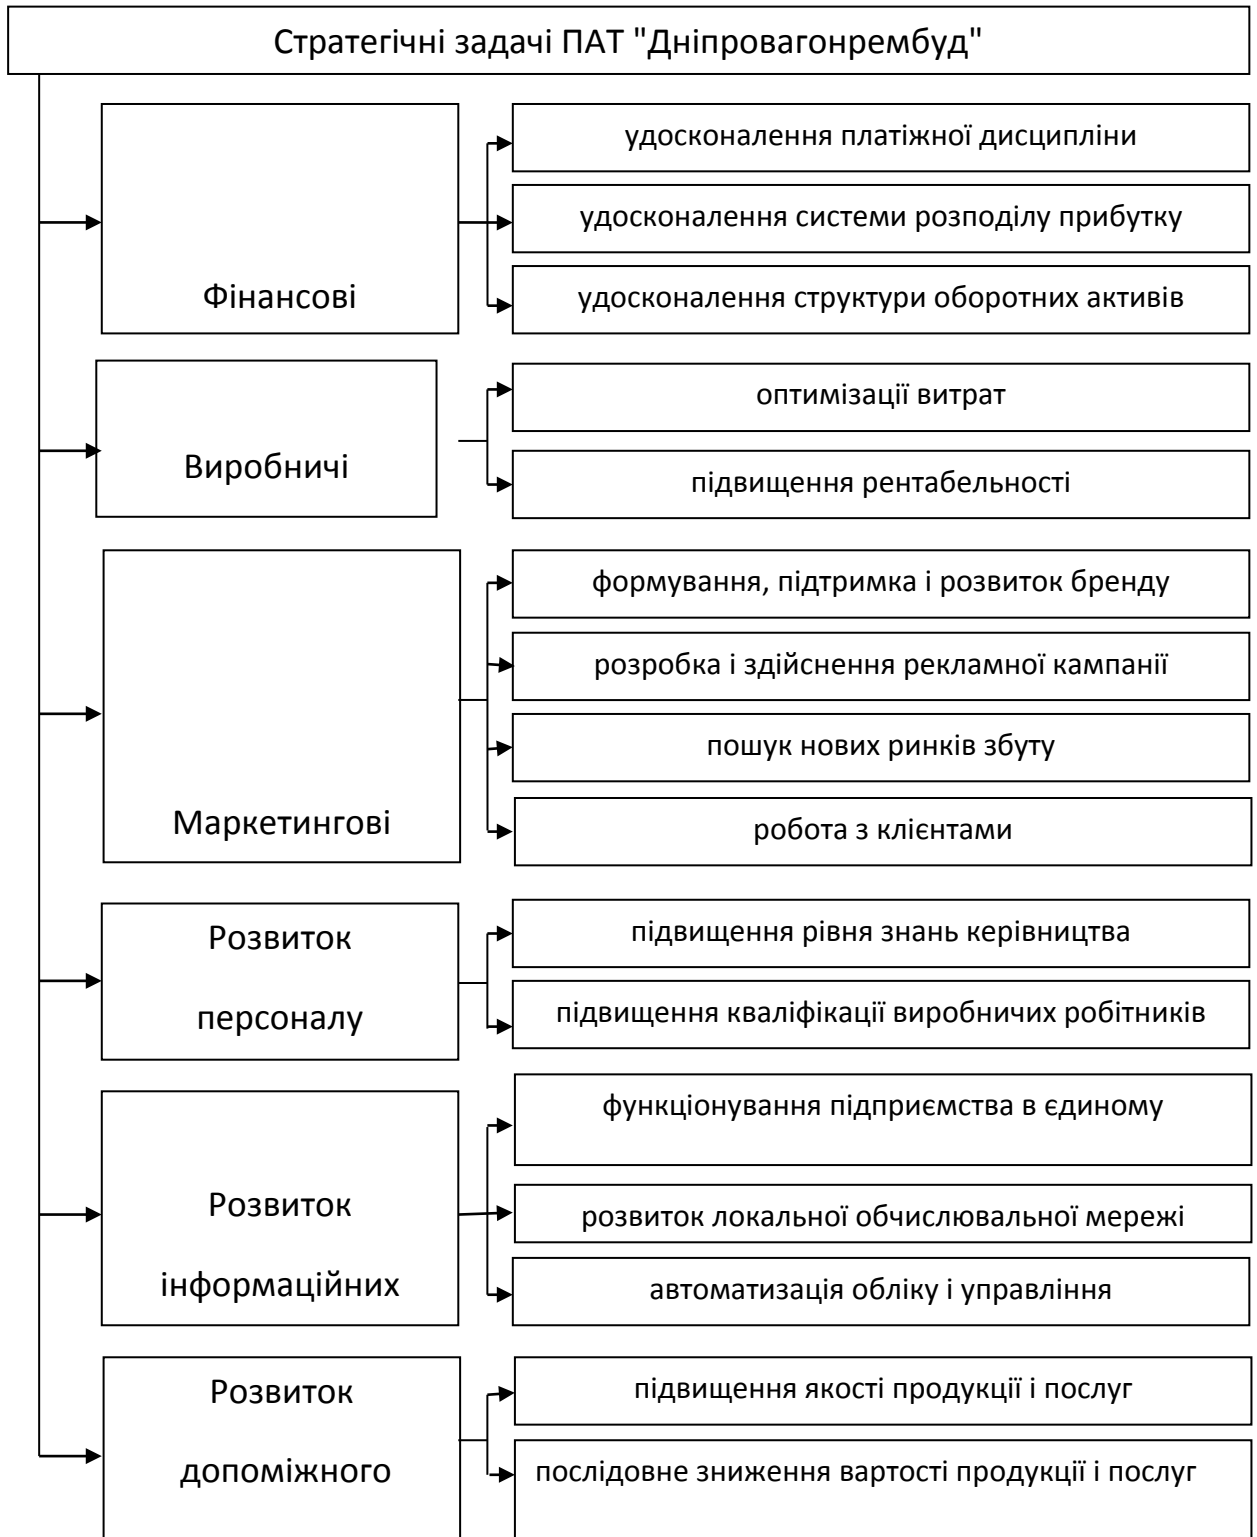 Стратегічні задачі ПАТ "Дніпровагонрембуд"
Фінансові
удосконалення платіжної дисципліни
удосконалення системи розподілу прибутку
удосконалення структури оборотних активів
Виробничі
оптимізації витрат
підвищення рентабельності
Маркетингові
формування, підтримка і розвиток бренду
розробка і здійснення рекламної кампанії
пошук нових ринків збуту
робота з клієнтами
Розвиток
персоналу
підвищення рівня знань керівництва
підвищення кваліфікації виробничих робітників
Розвиток
інформаційних
функціонування підприємства в єдиному
розвиток локальної обчислювальної мережі
автоматизація обліку і управління
Розвиток
допоміжного
підвищення якості продукції і послуг
послідовне зниження вартості продукції і послуг